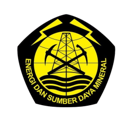 ENERGI DAN SUMBER DAYA MINERAL